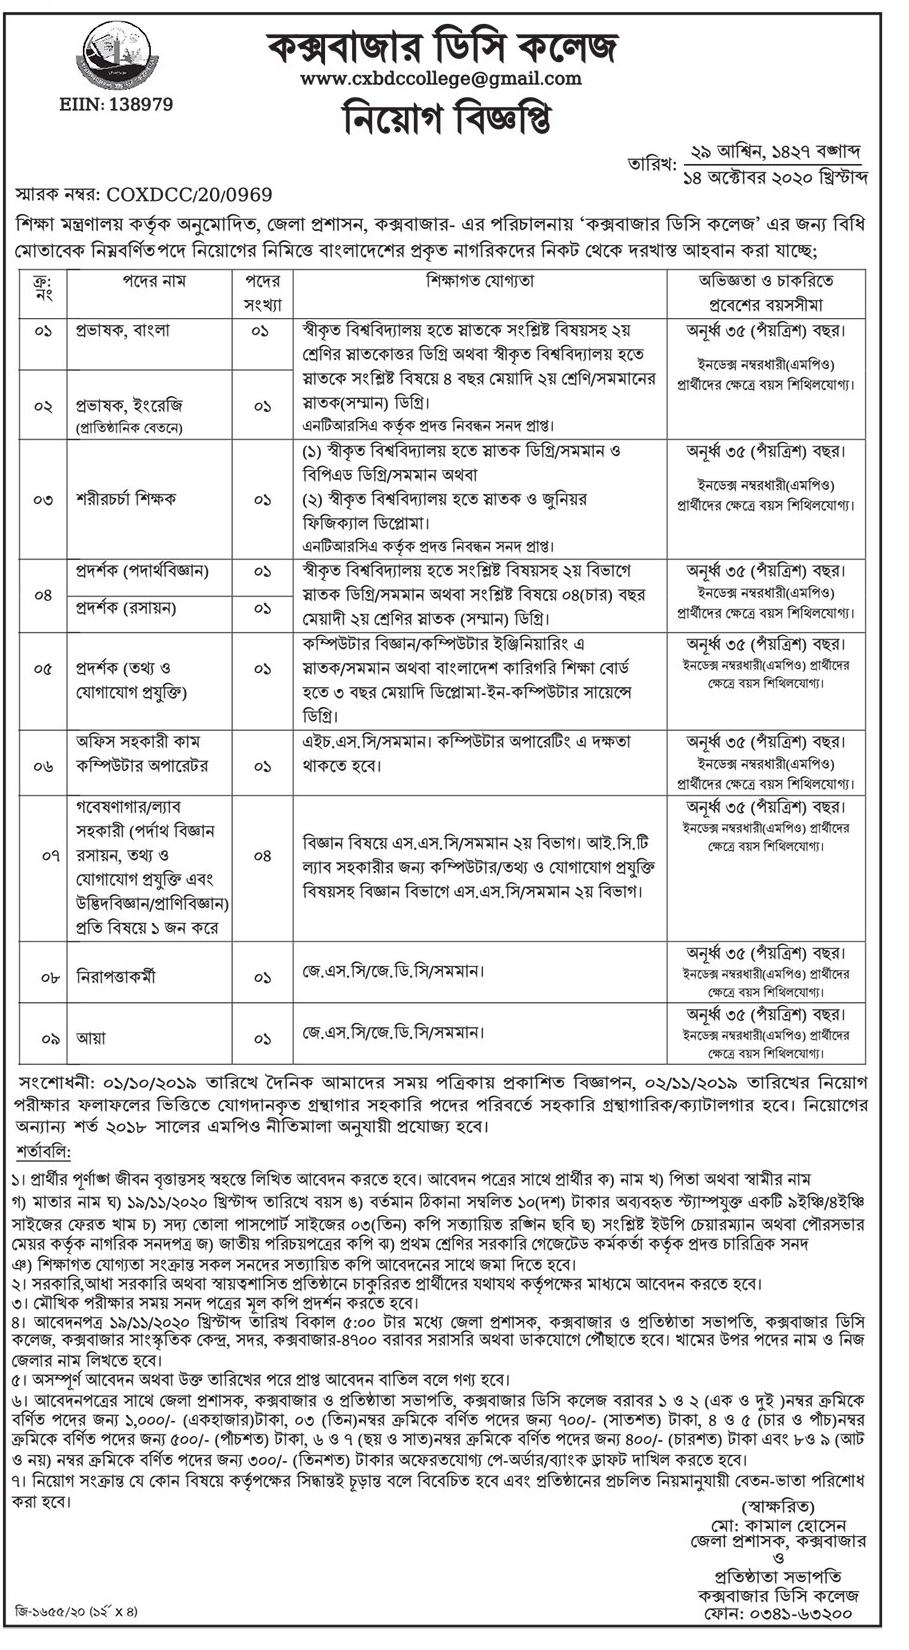 কক্সবাজার ডিসি কলেজ
www.cxbdccollege@gmail.com
EIIN: 138979
নিয়োগ বিজ্ঞপ্তি
তারিখ: ২৯ আশ্বিন, ১৪২৭ বঙ্গাব্দ
১৪ অক্টোবর ২০২০ খ্রিস্টাব্দ
স্মারক নম্বর: COXDCC/20/0969
শিক্ষা মন্ত্রণালয় কর্তৃক অনুমোদিত, জেলা প্রশাসন, কক্সবাজার- এর পরিচালনায় ‘কক্সবাজার ডিসি কলেজ’ এর জন্য বিধি
মোতাবেক নিম্নবর্ণিতপদে নিয়োগের নিমিত্তে বাংলাদেশের প্রকৃত নাগরিকদের নিকট থেকে দরখাস্ত আহবান করা যাচ্ছে;
ক্র: নং
পদের নাম
পদের সংখ্যা
শিক্ষাগত যোগ্যতা
অভিজ্ঞতা ও চাকরিতে
প্রবেশের বয়সসীমা
০১
প্রভাষক, বাংলা
০১
০২
প্রভাষক, ইংরেজি
(প্রাতিষ্ঠানিক বেতনে)
০১
স্বীকৃত বিশ্ববিদ্যালয় হতে স্নাতকে সংশ্লিষ্ট বিষয়সহ ২য়
শ্রেণির স্নাতকোত্তর ডিগ্রি অথবা স্বীকৃত বিশ্ববিদ্যালয় হতে
স্নাতকে সংশ্লিষ্ট বিষয়ে ৪ বছর মেয়াদি ২য় শ্রেণি/সমমানের
স্নাতক(সম্মান) ডিগ্রি।
এনটিআরসিএ কর্তৃক প্রদত্ত নিবন্ধন সনদ প্রাপ্ত।
অনূর্ধ্ব ৩৫ (পঁয়ত্রিশ) বছর।
ইনডেক্স নম্বরধারী(এমপিও)
প্রার্থীদের ক্ষেত্রে বয়স শিথিলযোগ্য।
০৩
শরীরচর্চা শিক্ষক
০১
(১) স্বীকৃত বিশ্ববিদ্যালয় হতে স্নাতক ডিগ্রি/সমমান ও
বিপিএড ডিগ্রি/সমমান অথবা
(২) স্বীকৃত বিশ্ববিদ্যালয় হতে স্নাতক ও জুনিয়র
ফিজিক্যাল ডিপ্লোমা।
এনটিআরসিএ কর্তৃক প্রদত্ত নিবন্ধন সনদ প্রাপ্ত।
অনূর্ধ্ব ৩৫ (পঁয়ত্রিশ) বছর।
ইনডেক্স নম্বরধারী(এমপিও)
প্রার্থীদের ক্ষেত্রে বয়স শিথিলযোগ্য।
০৪
প্রদর্শক (পদার্থবিজ্ঞান)
০১
প্রদর্শক (রসায়ন)
০১
স্বীকৃত বিশ্ববিদ্যালয় হতে সংশ্লিষ্ট বিষয়সহ ২য় বিভাগে
স্নাতক ডিগ্রি/সমমান অথবা সংশ্লিষ্ট বিষয়ে ০৪(চার) বছর
মেয়াদী ২য় শ্রেণির স্নাতক (সম্মান) ডিগ্রি।
অনূর্ধ্ব ৩৫ (পঁয়ত্রিশ) বছর।
ইনডেক্স নম্বরধারী(এমপিও)
প্রার্থীদের ক্ষেত্রে বয়স শিথিলযোগ্য।
০৫
প্রদর্শক (তথ্য ও
যোগাযোগ প্রযুক্তি)
০১
কম্পিউটার বিজ্ঞান/কম্পিউটার ইঞ্জিনিয়ারিং এ
স্নাতক/সমমান অথবা বাংলাদেশ কারিগরি শিক্ষা বোর্ড
হতে ৩ বছর মেয়াদি ডিপ্লোমা-ইন-কম্পিউটার সায়েন্সে
ডিগ্রি।
অনূর্ধ্ব ৩৫ (পঁয়ত্রিশ) বছর।
ইনডেক্স নম্বরধারী(এমপিও) প্রার্থীদের
ক্ষেত্রে বয়স শিথিলযোগ্য।
০৬
অফিস সহকারী কাম
কম্পিউটার অপারেটর
০১
এইচ.এস.সি/সমমান। কম্পিউটার অপারেটিং এ দক্ষতা
থাকতে হবে।
অনূর্ধ্ব ৩৫ (পঁয়ত্রিশ) বছর।
ইনডেক্স নম্বরধারী(এমপিও)
প্রার্থীদের ক্ষেত্রে বয়স শিথিলযোগ্য।
০৭
গবেষণাগার/ল্যাব
সহকারী (পর্দাথ বিজ্ঞান
রসায়ন, তথ্য ও
যোগাযোগ প্রযুক্তি এবং
উদ্ভিদবিজ্ঞান/প্রাণিবিজ্ঞান)
প্রতি বিষয়ে ১ জন করে
০৪
বিজ্ঞান বিষয়ে এস.এস.সি/সমমান ২য় বিভাগ। আই.সি.টি
ল্যাব সহকারীর জন্য কম্পিউটার/তথ্য ও যোগাযোগ প্রযুক্তি
বিষয়সহ বিজ্ঞান বিভাগে এস.এস.সি/সমমান ২য় বিভাগ।
অনূর্ধ্ব ৩৫ (পঁয়ত্রিশ) বছর।
ইনডেক্স নম্বরধারী(এমপিও) প্রার্থীদের
ক্ষেত্রে বয়স শিথিলযোগ্য।
০৮
নিরাপত্তাকর্মী
০১
জে.এস.সি/জে.ডি.সি/সমমান।
অনূর্ধ্ব ৩৫ (পঁয়ত্রিশ) বছর।
ইনডেক্স নম্বরধারী(এমপিও) প্রার্থীদের
ক্ষেত্রে বয়স শিথিলযোগ্য।
০৯
আয়া
০১
জে.এস.সি/জে.ডি.সি/সমমান।
অনূর্ধ্ব ৩৫ (পঁয়ত্রিশ) বছর।
ইনডেক্স নম্বরধারী(এমপিও) প্রার্থীদের
ক্ষেত্রে বয়স শিথিলযোগ্য।
সংশোধনী: ০১/১০/২০১৯ তারিখে দৈনিক আমাদের সময় পত্রিকায় প্রকাশিত বিজ্ঞাপন, ০২/১১/২০১৯ তারিখের নিয়োগ
পরীক্ষার ফলাফলের ভিত্তিতে যোগদানকৃত গ্রন্থাগার সহকারি পদের পরিবর্তে সহকারি গ্রন্থাগারিক/ক্যাটালগার হবে। নিয়োগের
অন্যান্য শর্ত ২০১৮ সালের এমপিও নীতিমালা অনুযায়ী প্রযোজ্য হবে।
শর্তাবলি:
১। প্রার্থীর পূর্ণাঙ্গ জীবন বৃত্তান্তসহ স্বহস্তে লিখিত আবেদন করতে হবে। আবেদন পত্রের সাথে প্রার্থীর ক) নাম খ) পিতা অথবা স্বামীর নাম
গ) মাতার নাম ঘ) ১৯/১১/২০২০ খ্রিস্টাব্দ তারিখে বয়স ঙ) বর্তমান ঠিকানা সম্বলিত ১০(দশ) টাকার অব্যবহৃত স্ট্যাম্পযুক্ত একটি ৯ইঞ্চি/৪ইঞ্চি
সাইজের ফেরত খাম চ) সদ্য তোলা পাসপোর্ট সাইজের ০৩(তিন) কপি সত্যায়িত রঙ্গিন ছবি ছ) সংশ্লিষ্ট ইউপি চেয়ারম্যান অথবা পৌরসভার
মেয়র কর্তৃক নাগরিক সনদপত্র জ) জাতীয় পরিচয়পত্রের কপি ঝ) প্রথম শ্রেণির সরকারি গেজেটেড কর্মকর্তা কর্তৃক প্রদত্ত চারিত্রিক সনদ
ঞ) শিক্ষাগত যোগ্যতা সংক্রান্ত সকল সনদের সত্যায়িত কপি আবেদনের সাথে জমা দিতে হবে।
২। সরকারি,আধা সরকারি অথবা স্বায়ত্বশাসিত প্রতিষ্ঠানে চাকুরিরত প্রার্থীদের যথাযথ কর্তৃপক্ষের মাধ্যমে আবেদন করতে হবে।
৩। মৌখিক পরীক্ষার সময় সনদ পত্রের মূল কপি প্রদর্শন করতে হবে।
৪। আবেদনপত্র ১৯/১১/২০২০ খ্রিস্টাব্দ তারিখ বিকাল ৫:০০ টার মধ্যে জেলা প্রশাসক, কক্সবাজার ও প্রতিষ্ঠাতা সভাপতি, কক্সবাজার ডিসি
কলেজ, কক্সবাজার সাংস্কৃতিক কেন্দ্র, সদর, কক্সবাজার-৪৭০০ বরাবর সরাসরি অথবা ডাকযোগে পৌঁছাতে হবে। খামের উপর পদের নাম ও নিজ
জেলার নাম লিখতে হবে।
৫। অসম্পূর্ণ আবেদন অথবা উক্ত তারিখের পরে প্রাপ্ত আবেদন বাতিল বলে গণ্য হবে।
৬। আবেদনপত্রের সাথে জেলা প্রশাসক, কক্সবাজার ও প্রতিষ্ঠাতা সভাপতি, কক্সবাজার ডিসি কলেজ বরাবর ১ ও ২ (এক ও দুই )নম্বর ক্রমিকে
বর্ণিত পদের জন্য ১,০০০/- (একহাজার)টাকা, ০৩ (তিন)নম্বর ক্রমিকে বর্ণিত পদের জন্য ৭০০/- (সাতশত) টাকা, ৪ ও ৫ (চার ও পাঁচ)নম্বর
ক্রমিকে বর্ণিত পদের জন্য ৫০০/- (পাঁচশত) টাকা, ৬ ও ৭ (ছয় ও সাত)নম্বর ক্রমিকে বর্ণিত পদের জন্য ৪০০/- (চারশত) টাকা এবং ৮ও ৯ (আট
ও নয়) নম্বর ক্রমিকে বর্ণিত পদের জন্য ৩০০/- (তিনশত) টাকার অফেরতযোগ্য পে-অর্ডার/ব্যাংক ড্রাফট দাখিল করতে হবে।
৭। নিয়োগ সংক্রান্ত যে কোন বিষয়ে কর্তৃপক্ষের সিদ্ধান্তই চূড়ান্ত বলে বিবেচিত হবে এবং প্রতিষ্ঠানের প্রচলিত নিয়মানুযায়ী বেতন-ভাতা পরিশোধ
করা হবে।
(স্বাক্ষরিত)
মো: কামাল হোসেন
জেলা প্রশাসক, কক্সবাজার
ও
প্রতিষ্ঠাতা সভাপতি
কক্সবাজার ডিসি কলেজ
ফোন: ০৩৪১-৬৩২০০
জি-১৬৫৫/২০ (১২˝ X ৪)